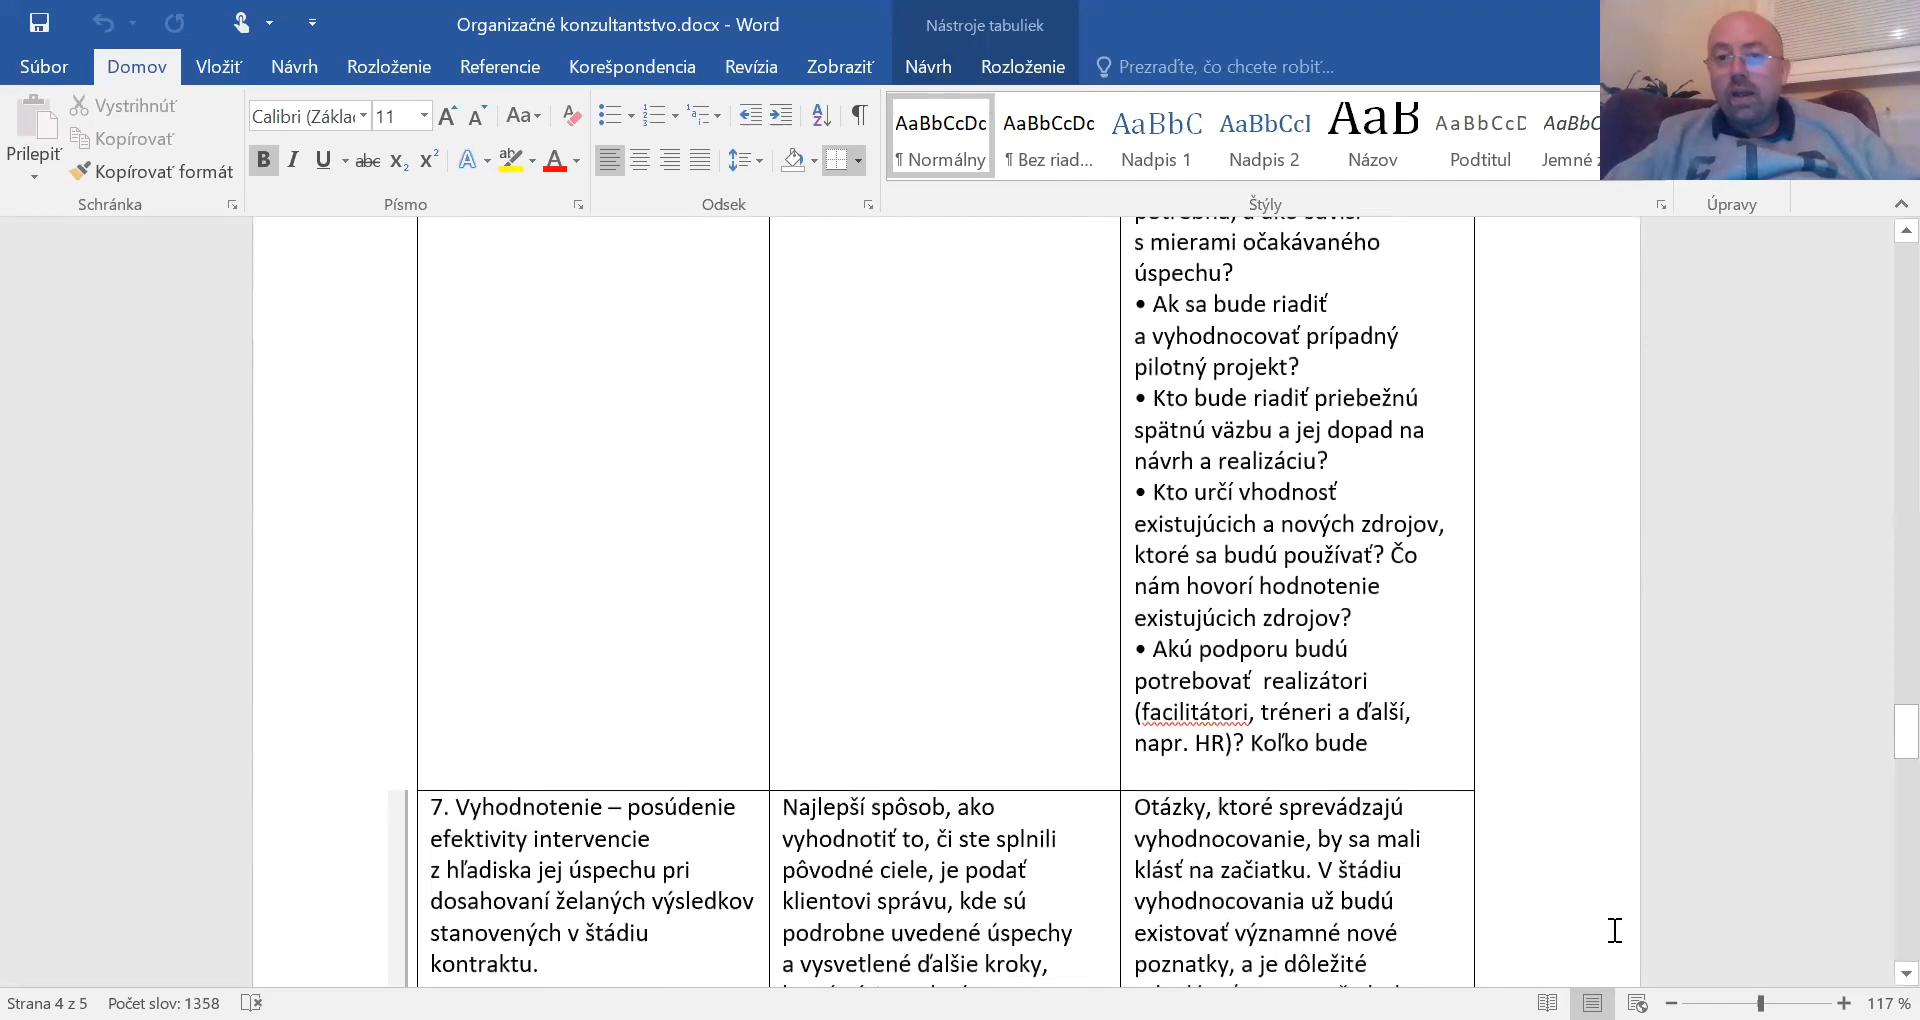 Organizačné konzultantstvo.docx - Word
Nástroje tabuliek
Súbor
Domov
Vložiť
Návrh
Rozloženie
Referencie
Korešpondencia
Revízia
Zobraziť
Návrh
Rozloženie
Prezraďte, čo chcete robiť...
Prilepiť
Vystrihnúť
Kopírovať
Kopírovať formát
Schránka
Calibri (Zákla
11
Písmo
Odsek
AaBbCcDc
¶ Normálny
AaBbCcDc
¶ Bez riad...
AaBbC
Nadpis 1
AaBbCcI
Nadpis 2
AaB
Názov
AaBbCcD
Podtitul
AaBbC
Jemné
Štýly
Úpravy
s mierami očakávaného
úspechu?
• Ak sa bude riadiť
a vyhodnocovať prípadný
pilotný projekt?
• Kto bude riadiť priebežnú
spätnú väzbu a jej dopad na
návrh a realizáciu?
• Kto určí vhodnosť
existujúcich a nových zdrojov,
ktoré sa budú používať? Čo
nám hovorí hodnotenie
existujúcich zdrojov?
• Akú podporu budú
potrebovať  realizátori
(facilitátori, tréneri a ďalší,
napr. HR)? Koľko bude
7. Vyhodnotenie – posúdenie
efektivity intervencie
z hľadiska jej úspechu pri
dosahovaní želaných výsledkov
stanovených v štádiu
kontraktu.
Najlepší spôsob, ako
vyhodnotiť to, či ste splnili
pôvodné ciele, je podať
klientovi správu, kde sú
podrobne uvedené úspechy
a vysvetlené ďalšie kroky,
Otázky, ktoré sprevádzajú
vyhodnocovanie, by sa mali
klásť na začiatku. V štádiu
vyhodnocovania už budú
existovať významné nové
poznatky, a je dôležité
Strana 4 z 5
Počet slov: 1358
117 %